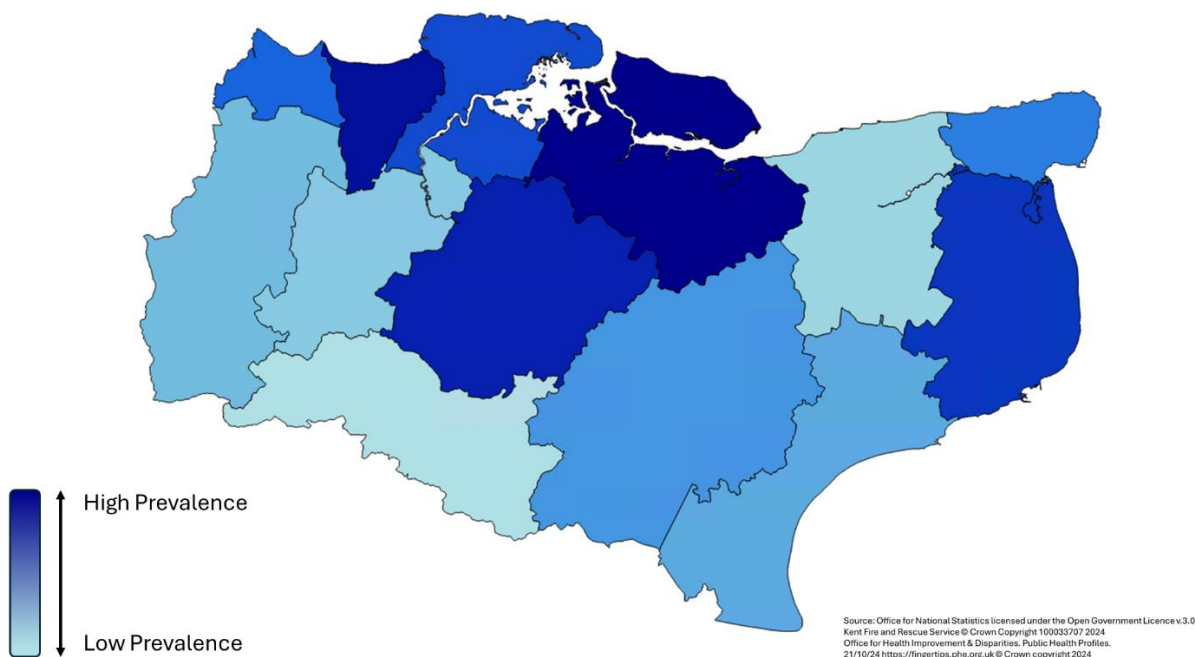 High Prevalence
Low Prevalence
Source: Office for National Statistics licensed under the Open Government Licence v.3.0
Kent Fire and Rescue Service © Crown Copyright 100033707 2024
Office for Health Improvement & Disparities. Public Health Profiles.
21/10/24 https://fingertips.phe.org.uk © Crown copyright 2024